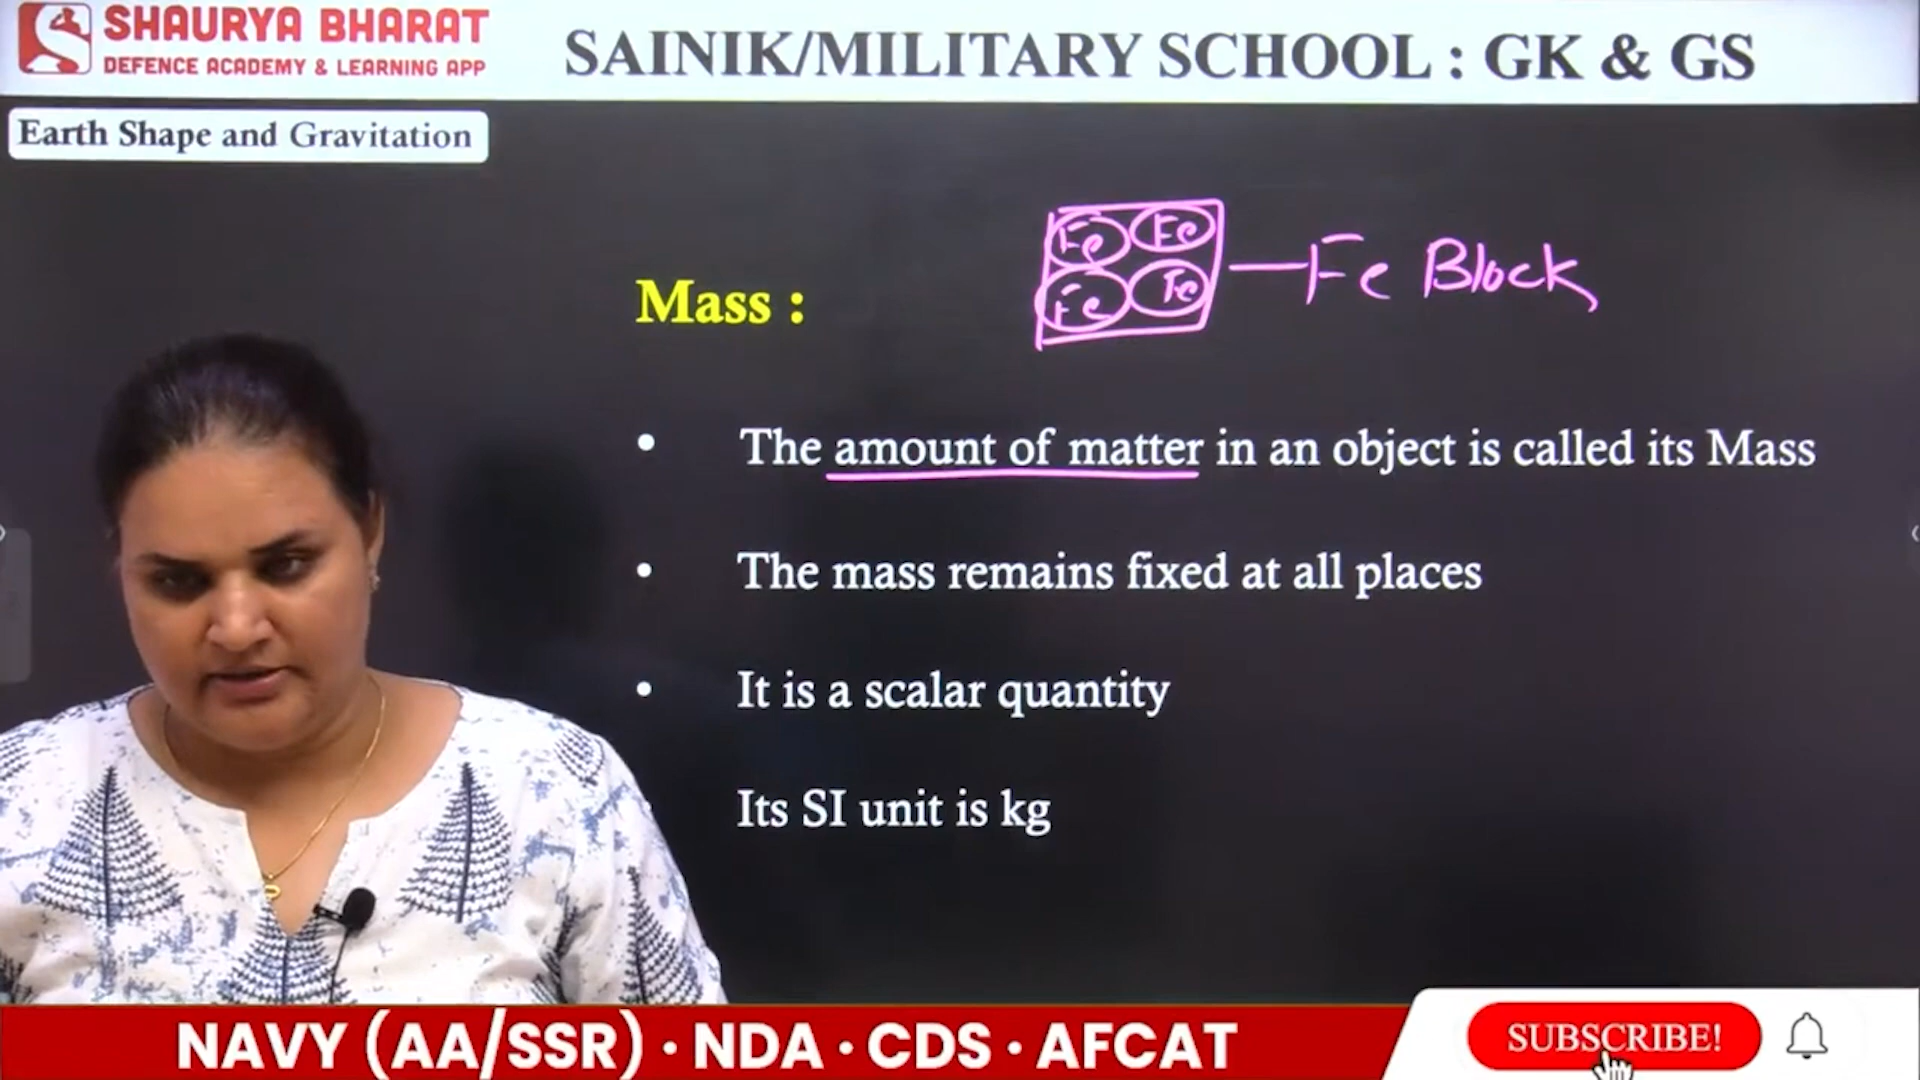 SHAURYA BHARAT
DEFENCE ACADEMY & LEARNING APP
SAINIK/MILITARY SCHOOL : GK & GS
Earth Shape and Gravitation
Fe Fe
Fe Fe
Fe Block
Mass :
• The amount of matter in an object is called its Mass
• The mass remains fixed at all places
• It is a scalar quantity
Its SI unit is kg
NAVY (AA/SSR) • NDA • CDS • AFCAT
SUBSCRIBE!